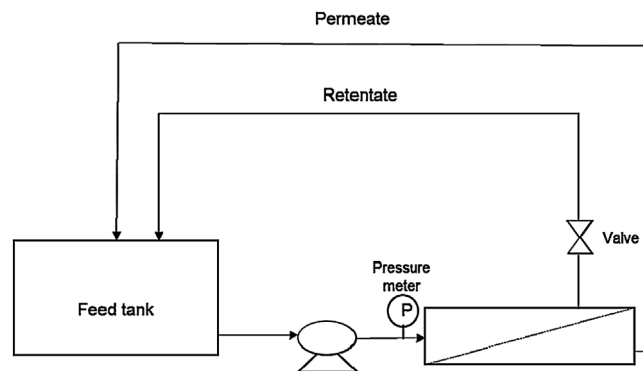 Permeate
Retentate
Valve
Pressure
meter
P
Feed tank